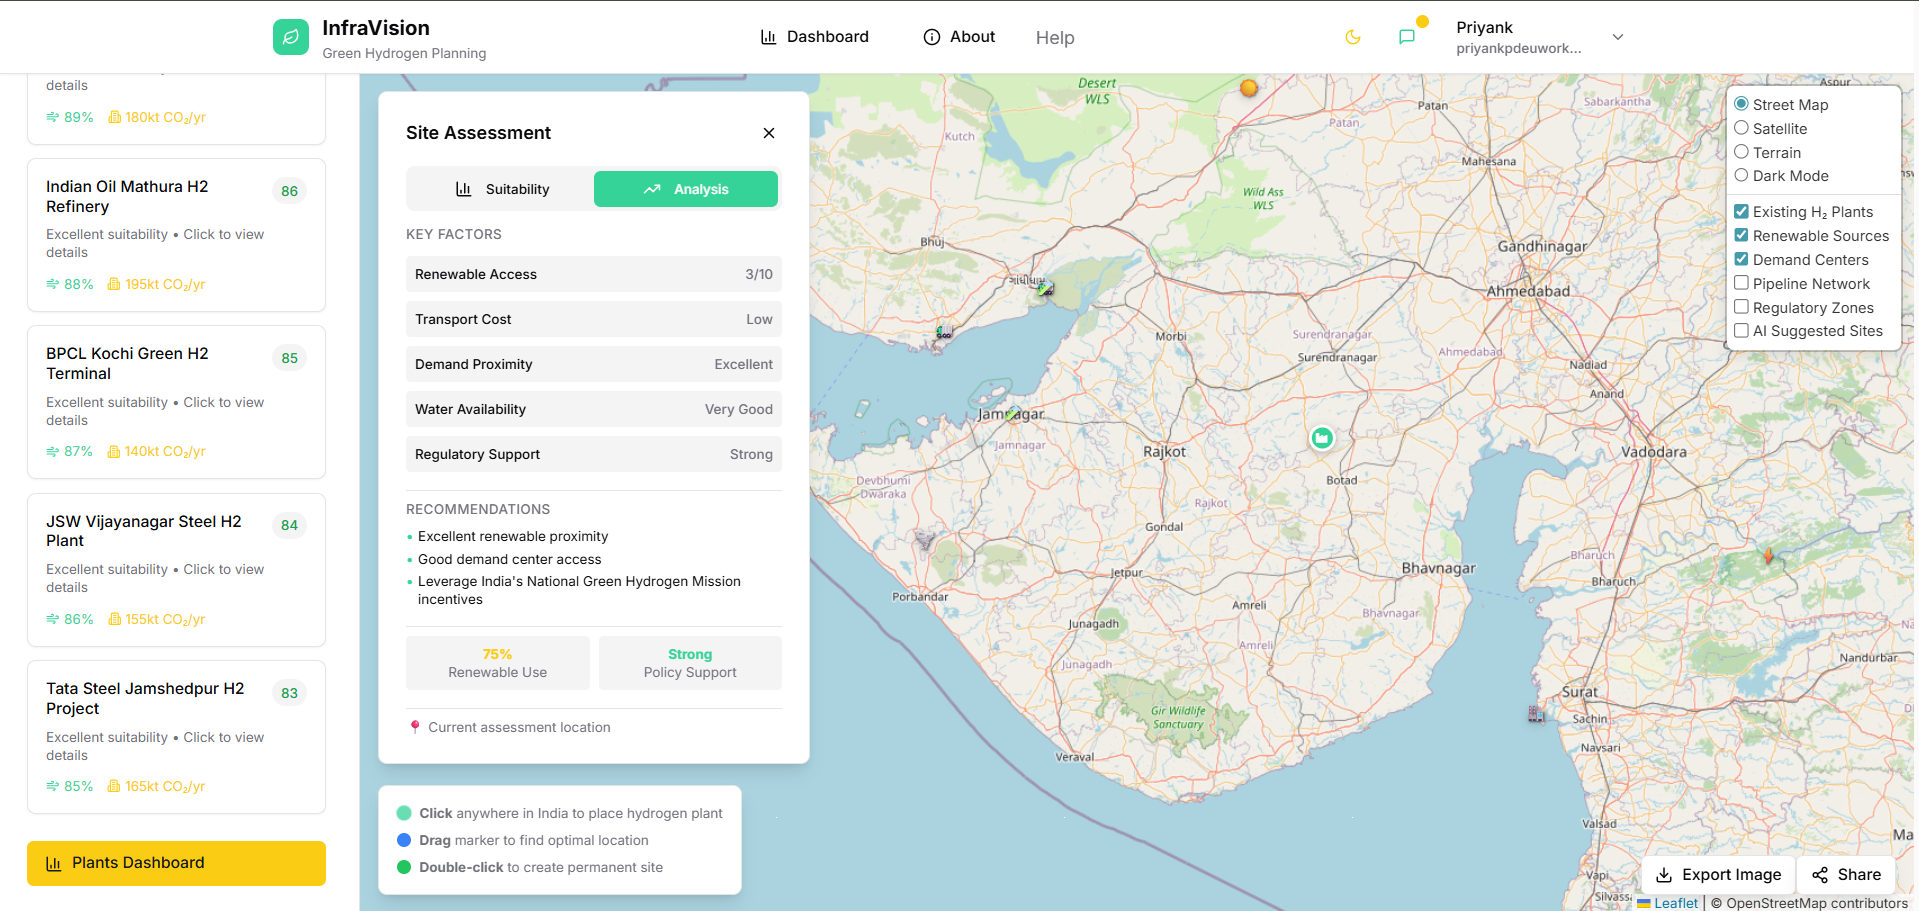 InfraVision
Green Hydrogen Planning
Dashboard
About
Help
Priyank
priyankpdeuwork...
details
89% 180kt CO₂/yr
Indian Oil Mathura H2
Refinery
86
Excellent suitability • Click to view
details
88% 195kt CO₂/yr
BPCL Kochi Green H2
Terminal
85
Excellent suitability • Click to view
details
87% 140kt CO₂/yr
JSW Vijayanagar Steel H2
Plant
84
Excellent suitability • Click to view
details
86% 155kt CO₂/yr
Tata Steel Jamshedpur H2
Project
83
Excellent suitability • Click to view
details
85% 165kt CO₂/yr
Plants Dashboard
Site Assessment
Suitability
Analysis
KEY FACTORS
Renewable Access 3/10
Transport Cost Low
Demand Proximity Excellent
Water Availability Very Good
Regulatory Support Strong
RECOMMENDATIONS
• Excellent renewable proximity
• Good demand center access
• Leverage India's National Green Hydrogen Mission
incentives
75%
Renewable Use
Strong
Policy Support
Current assessment location
Click anywhere in India to place hydrogen plant
Drag marker to find optimal location
Double-click to create permanent site
Desert
WLS
Patan
Patan
Sabarkantha
Aspur
Kutch
Mahesana
Wild Ass
WLS
Bhuj
Gandhinagar
Ahmedabad
Morbi
Surendranagar
Surendranagar
Ahmedabad
Nadiad
Anand
Jamnagar
Jamnagar
Rajkot
Vadodara
Devbhumi
Dwaraka
Botad
Rajkot
Gondal
Bharuch
Jetpur
Bhavnagar
Bharuch
Porbandar
Amreli
Bhavnagar
Junagadh
Amreli
Junagadh
Nandurbar
Gir Wildlife
Sanctuary
Surat
Sachin
Navsari
Veraval
Valsad
Ma
Vapi
Silvass
Street Map
Satellite
Terrain
Dark Mode
Existing H₂ Plants
Renewable Sources
Demand Centers
Pipeline Network
Regulatory Zones
AI Suggested Sites
Export Image
Share
Leaflet | © OpenStreetMap contributors